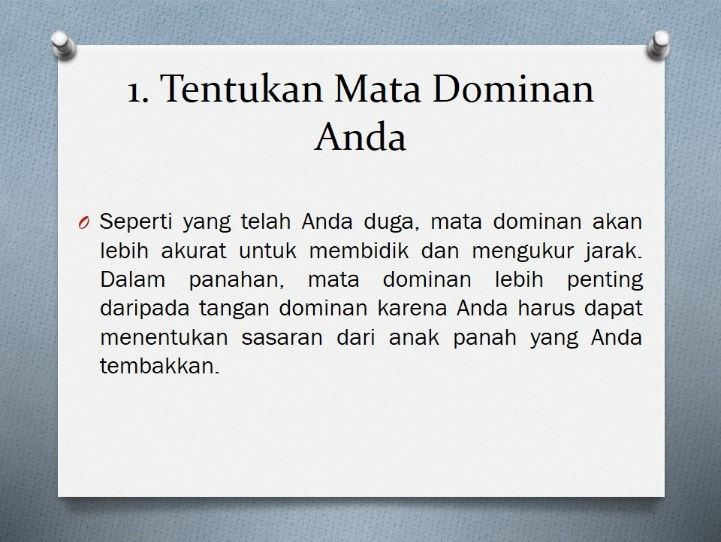 1. Tentukan Mata Dominan
Anda
Seperti yang telah Anda duga, mata dominan akan
lebih akurat untuk membidik dan mengukur jarak.
Dalam panahan, mata dominan lebih penting
daripada tangan dominan karena Anda harus dapat
menentukan sasaran dari anak panah yang Anda
tembakkan.